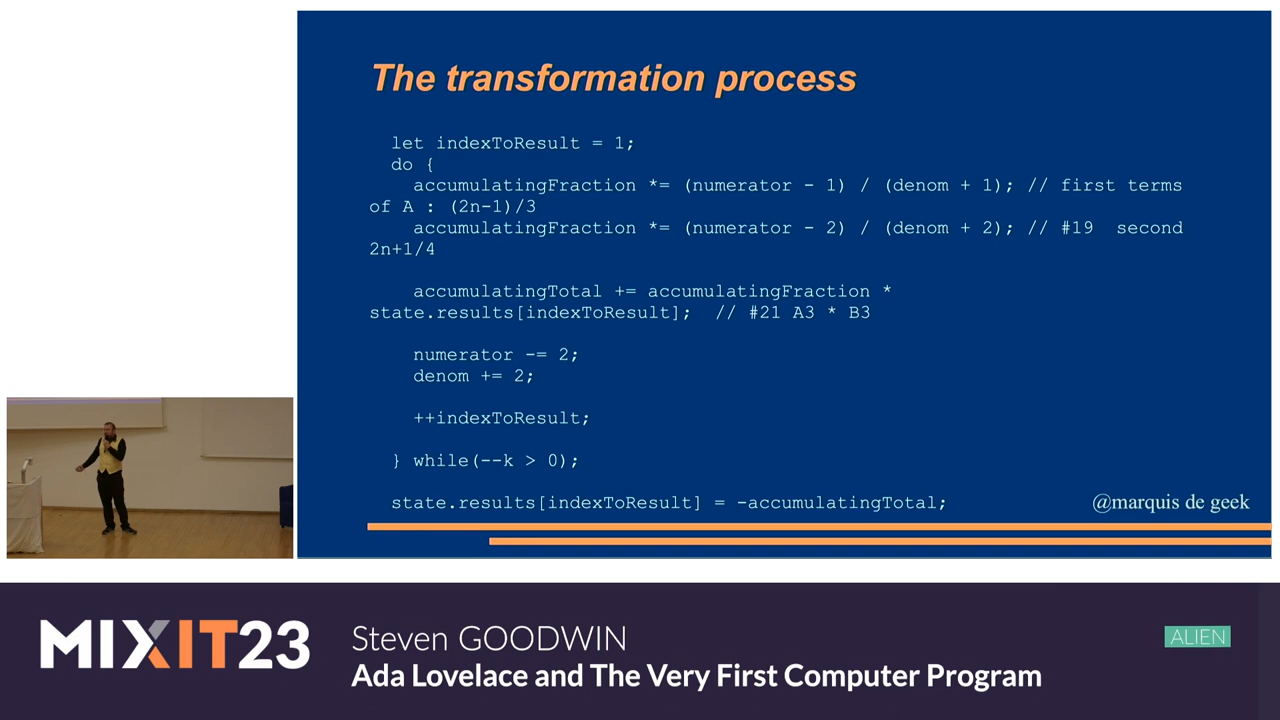 The transformation process
let indexToResult = 1;
do {
accumulatingFraction *= (numerator - 1) / (denom + 1); // first terms
of A : (2n-1)/3
accumulatingFraction *= (numerator - 2) / (denom + 2); // #19  second
2n+1/4
accumulatingTotal += accumulatingFraction *
state.results[indexToResult];  // #21 A3 * B3
numerator -= 2;
denom += 2;
++indexToResult;
} while(--k > 0);
state.results[indexToResult] = -accumulatingTotal;
@marquis de geek
MIXIT23
Steven GOODWIN
ALIEN
Ada Lovelace and The Very First Computer Program